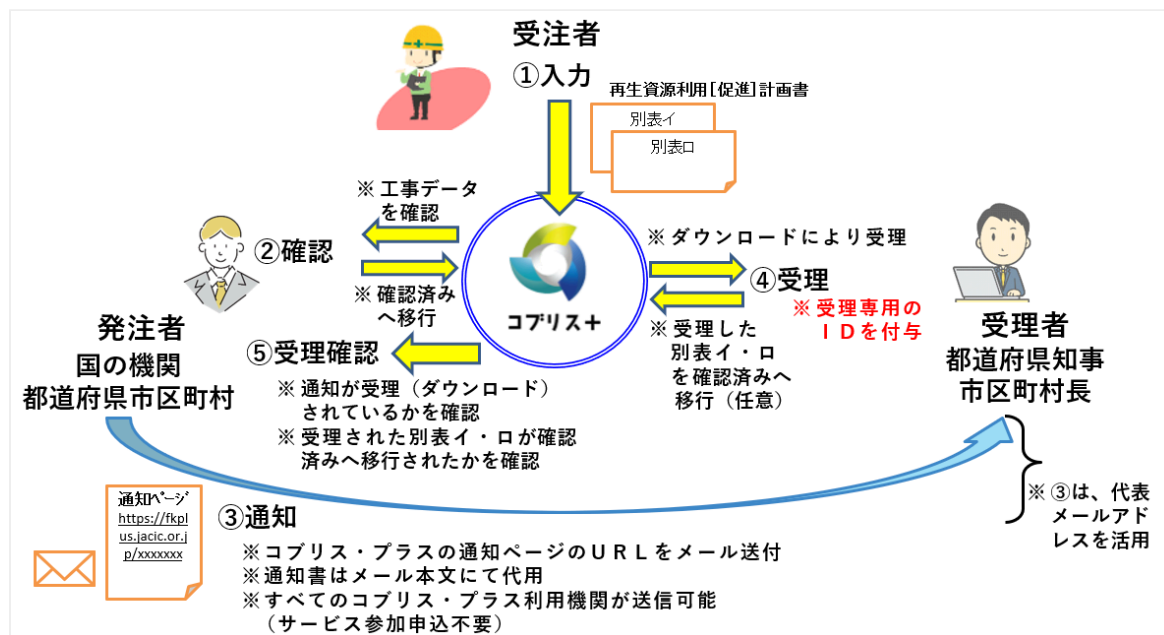 受注者
①入力
再生資源利用[促進]計画書
別表イ
別表ロ
※ 工事データ
を確認
②確認
※ 確認済み
へ移行
発注者
国の機関
都道府県市区町村
コブリス＋
※ ダウンロードにより受理
④受理
※ 受理専用の
ＩＤを付与
※ 受理した
別表イ・ロ
を確認済みへ
移行（任意）
受理者
都道府県知事
市区町村長
⑤受理確認
※ 通知が受理（ダウンロード）
されているかを確認
※ 受理された別表イ・ロが確認
済みへ移行されたかを確認
※ ③は、代表
メールアド
レスを活用
通知ページ
https://fkpl
us.jacic.or.j
p/xxxxxxx
③通知
※コブリス・プラスの通知ページのＵＲＬをメール送付
※通知書はメール本文にて代用
※すべてのコブリス・プラス利用機関が送信可能
（サービス参加申込不要）